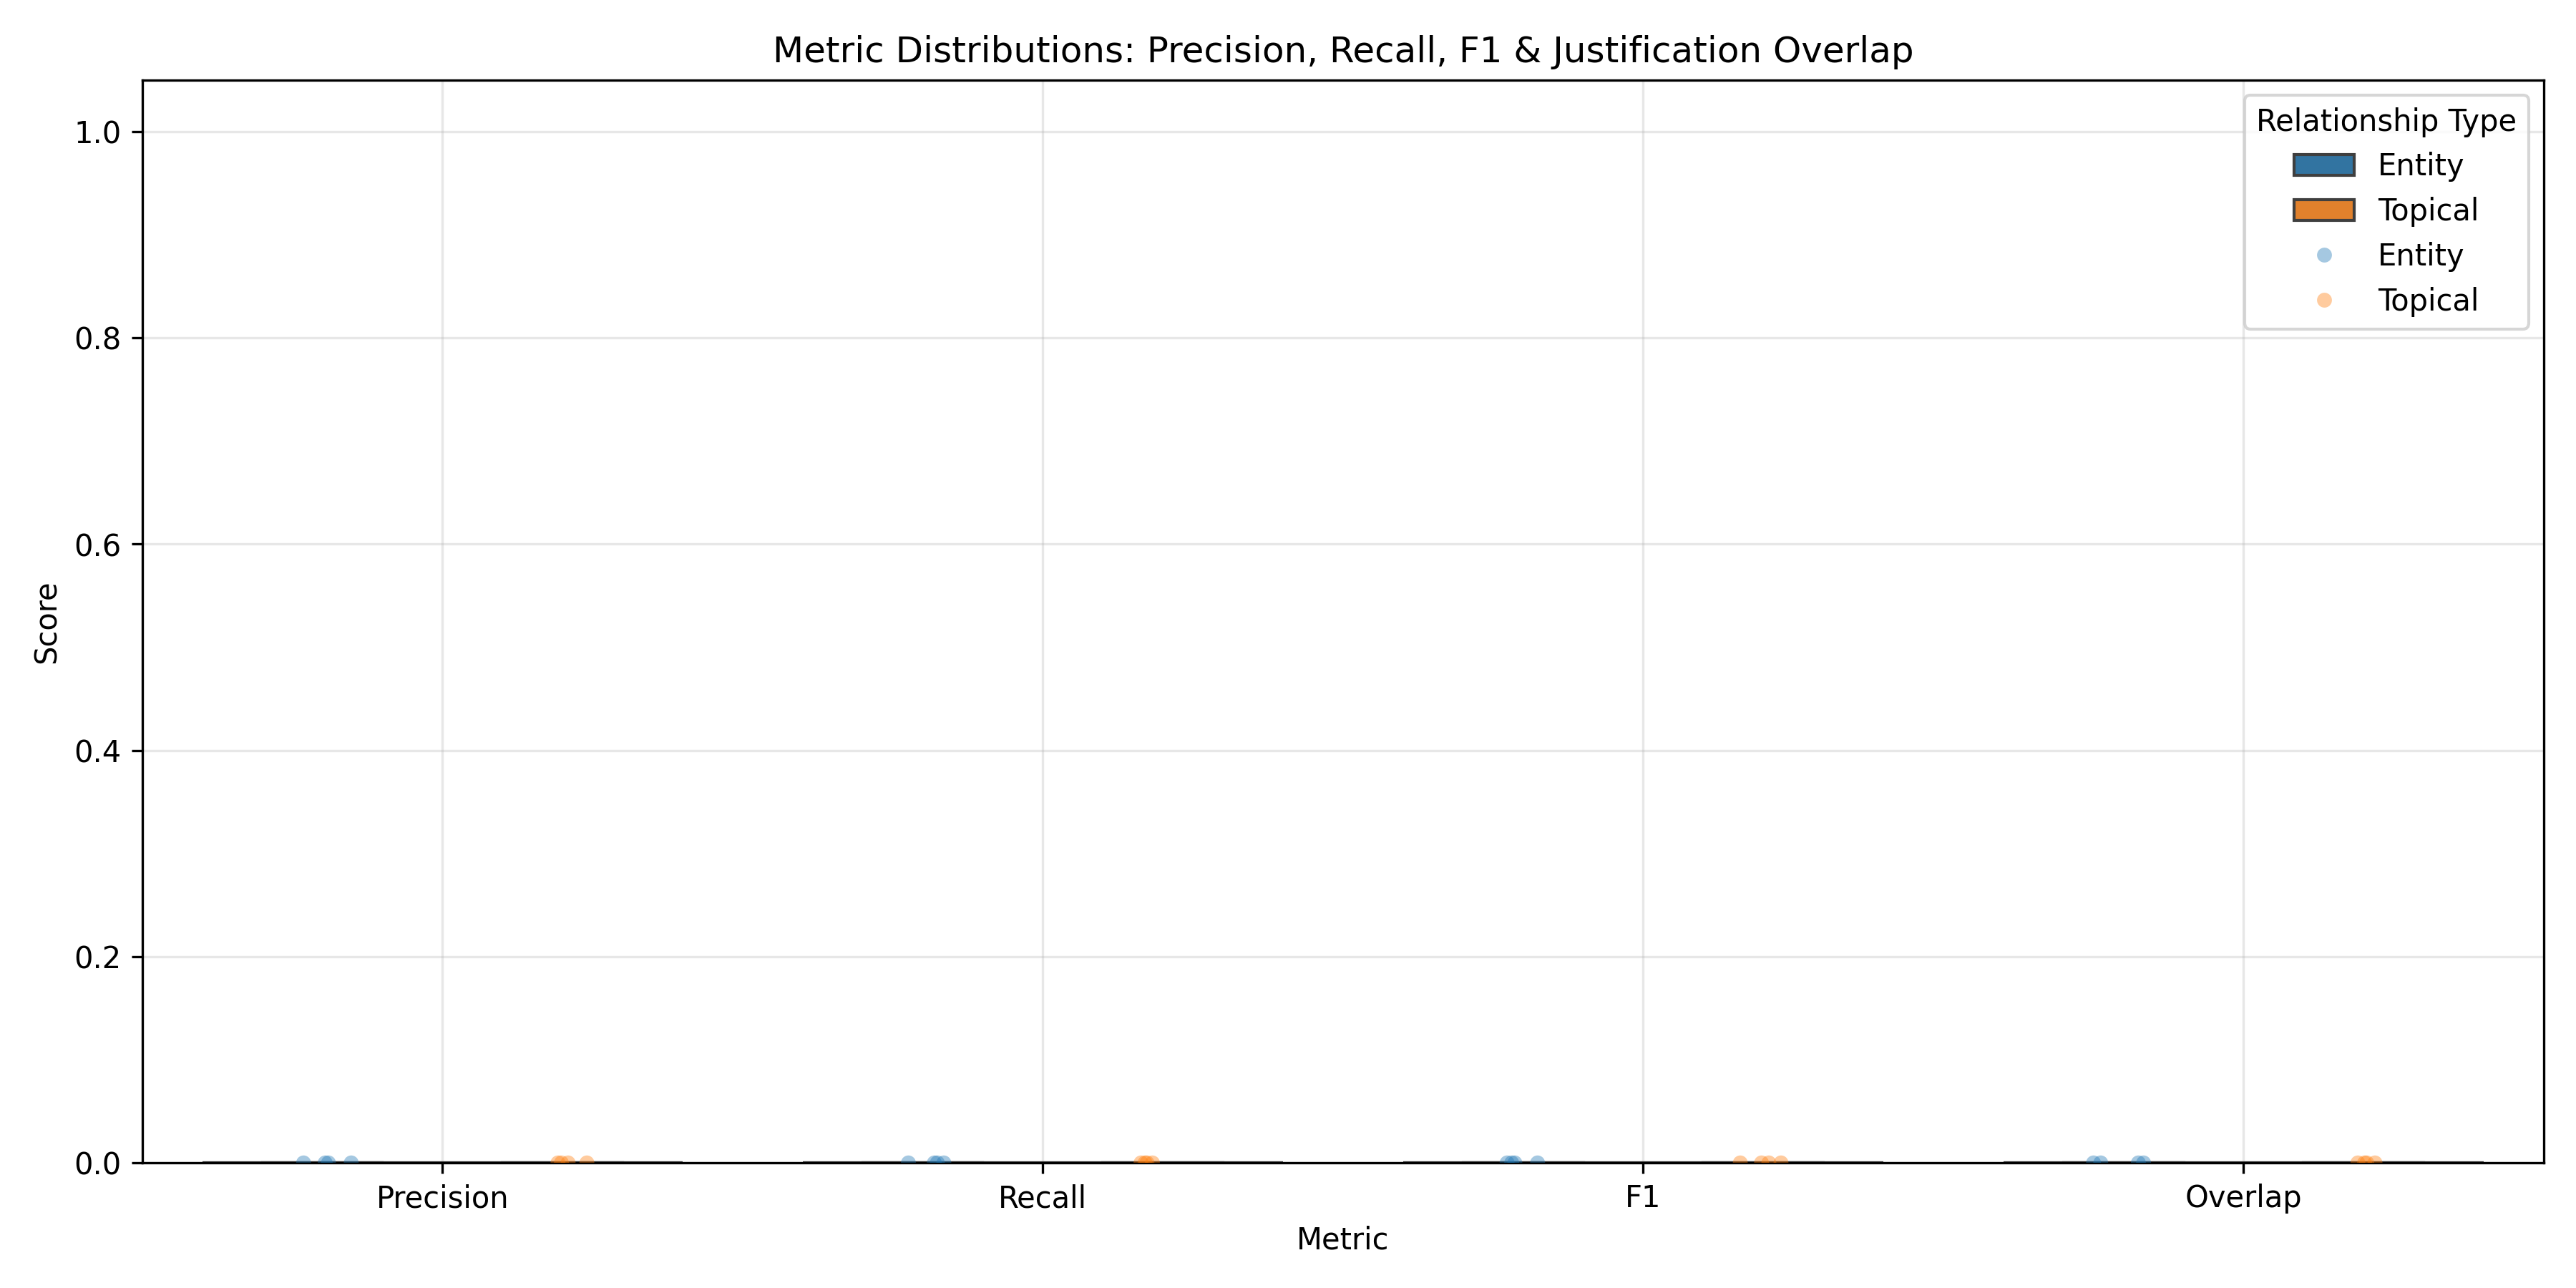 Metric Distributions: Precision, Recall, F1 & Justification Overlap
Relationship Type
Entity
Topical
Entity
Topical
Score
1.0
0.8
0.6
0.4
0.2
0.0
Precision Recall F1 Overlap
Metric